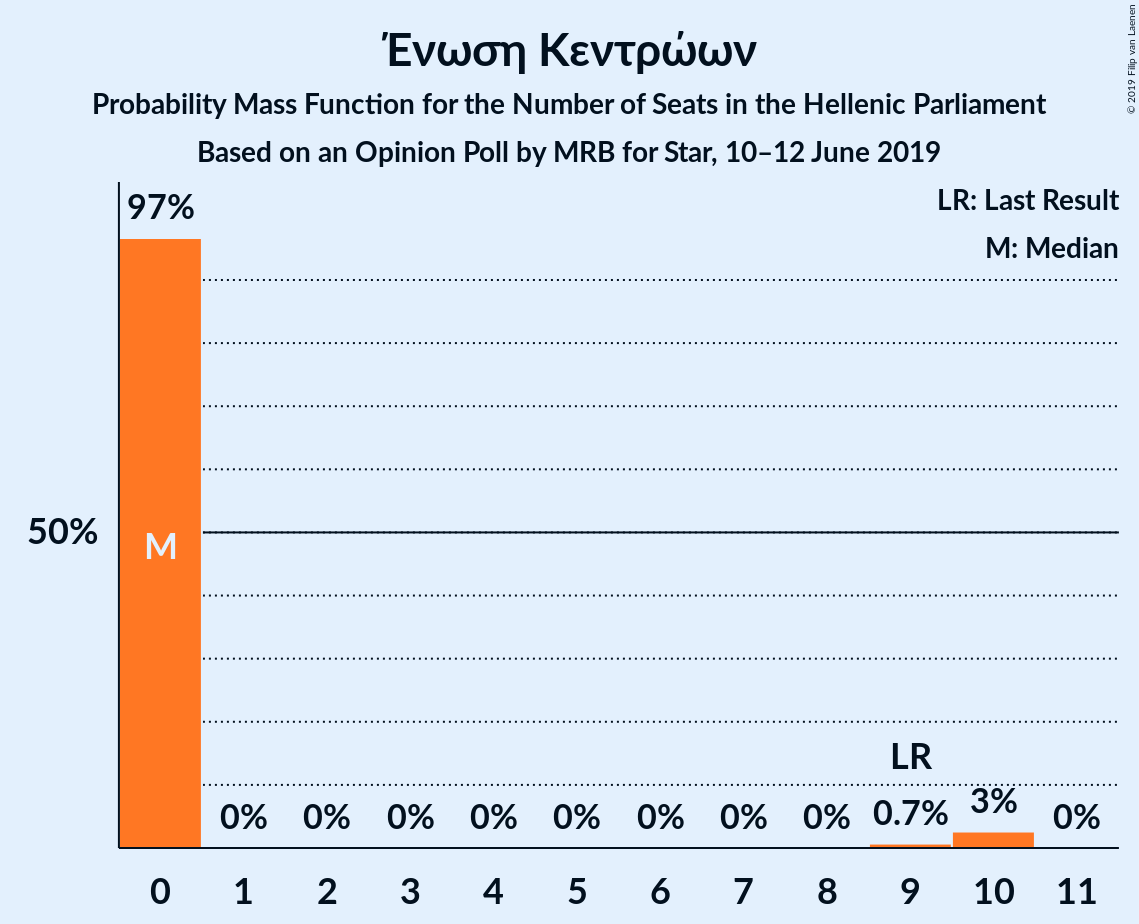 Ένωση Κεντρώων
Probability Mass Function for the Number of Seats in the Hellenic Parliament
Based on an Opinion Poll by MRB for Star, 10–12 June 2019
© 2019 Filip van Laenen
LR: Last Result
M: Median
97%
50%
M
LR
0% 0% 0% 0% 0% 0% 0% 0% 0.7% 3% 0%
0 1 2 3 4 5 6 7 8 9 10 11